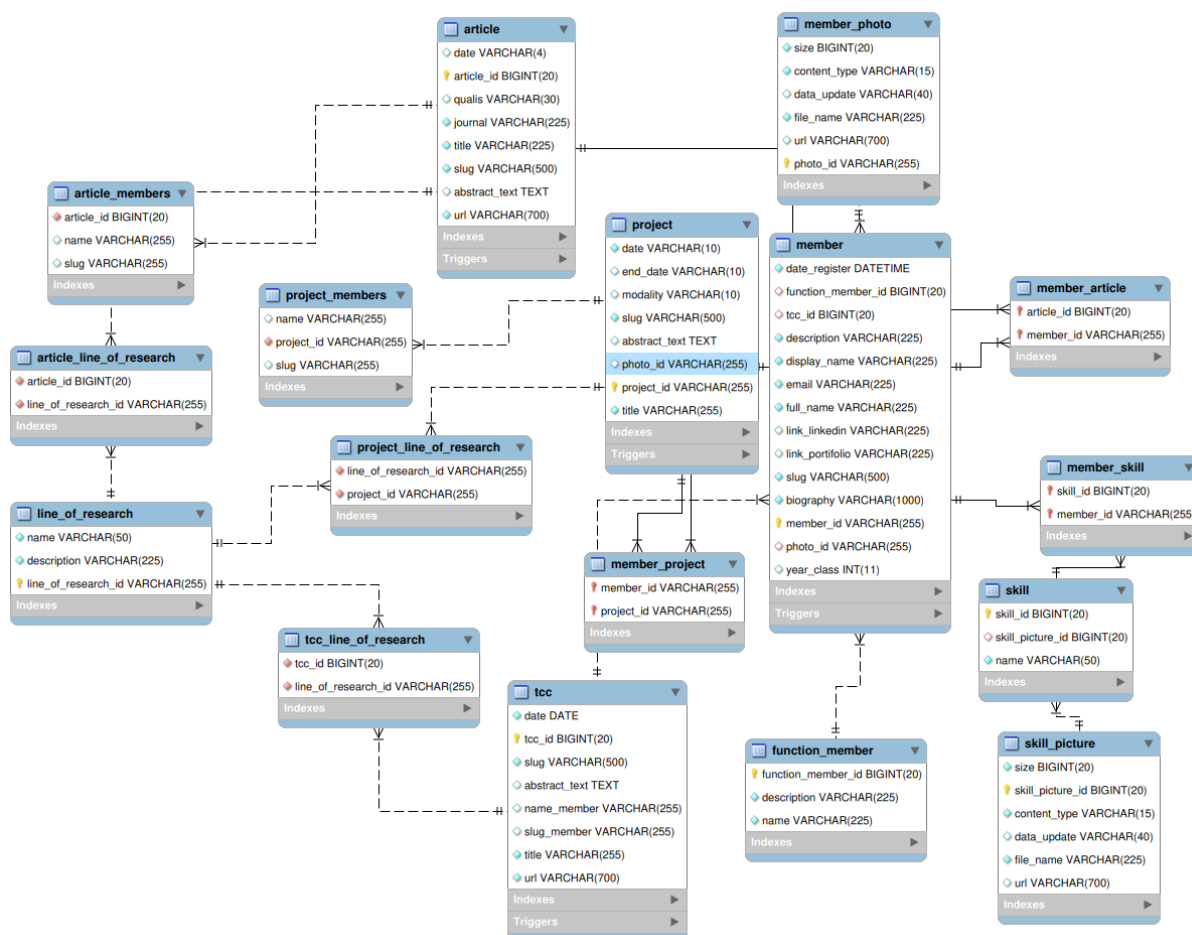 article
date VARCHAR(4)
article_id BIGINT(20)
qualis VARCHAR(30)
journal VARCHAR(225)
title VARCHAR(225)
slug VARCHAR(500)
abstract_text TEXT
url VARCHAR(700)
Indexes
Triggers
member_photo
size BIGINT(20)
content_type VARCHAR(15)
data_update VARCHAR(40)
file_name VARCHAR(225)
url VARCHAR(700)
photo_id VARCHAR(255)
Indexes
article_members
article_id BIGINT(20)
name VARCHAR(255)
slug VARCHAR(255)
Indexes
project
date VARCHAR(10)
end_date VARCHAR(10)
modality VARCHAR(10)
slug VARCHAR(500)
abstract_text TEXT
photo_id VARCHAR(255)
project_id VARCHAR(255)
title VARCHAR(255)
Indexes
Triggers
member
date_register DATETIME
function_member_id BIGINT(20)
tcc_id BIGINT(20)
description VARCHAR(225)
display_name VARCHAR(225)
email VARCHAR(225)
full_name VARCHAR(225)
link_linkedin VARCHAR(225)
link_portifolio VARCHAR(225)
slug VARCHAR(500)
biography VARCHAR(1000)
member_id VARCHAR(255)
photo_id VARCHAR(255)
year_class INT(11)
Indexes
Triggers
member_article
article_id BIGINT(20)
member_id VARCHAR(255)
Indexes
project_members
name VARCHAR(255)
project_id VARCHAR(255)
slug VARCHAR(255)
Indexes
article_line_of_research
article_id BIGINT(20)
line_of_research_id VARCHAR(255)
Indexes
project_line_of_research
line_of_research_id VARCHAR(255)
project_id VARCHAR(255)
Indexes
member_skill
skill_id BIGINT(20)
member_id VARCHAR(255
Indexes
line_of_research
name VARCHAR(50)
description VARCHAR(225)
line_of_research_id VARCHAR(255)
Indexes
member_project
member_id VARCHAR(255)
project_id VARCHAR(255)
Indexes
skill
skill_id BIGINT(20)
skill_picture_id BIGINT(20)
name VARCHAR(50)
Indexes
tcc_line_of_research
tcc_id BIGINT(20)
line_of_research_id VARCHAR(255)
Indexes
tcc
date DATE
tcc_id BIGINT(20)
slug VARCHAR(500)
abstract_text TEXT
name_member VARCHAR(255)
slug_member VARCHAR(255)
title VARCHAR(255)
url VARCHAR(700)
Indexes
Triggers
function_member
function_member_id BIGINT(20)
description VARCHAR(225)
name VARCHAR(225)
Indexes
skill_picture
size BIGINT(20)
skill_picture_id BIGINT(20)
content_type VARCHAR(15)
data_update VARCHAR(40)
file_name VARCHAR(225)
url VARCHAR(700)
Indexes